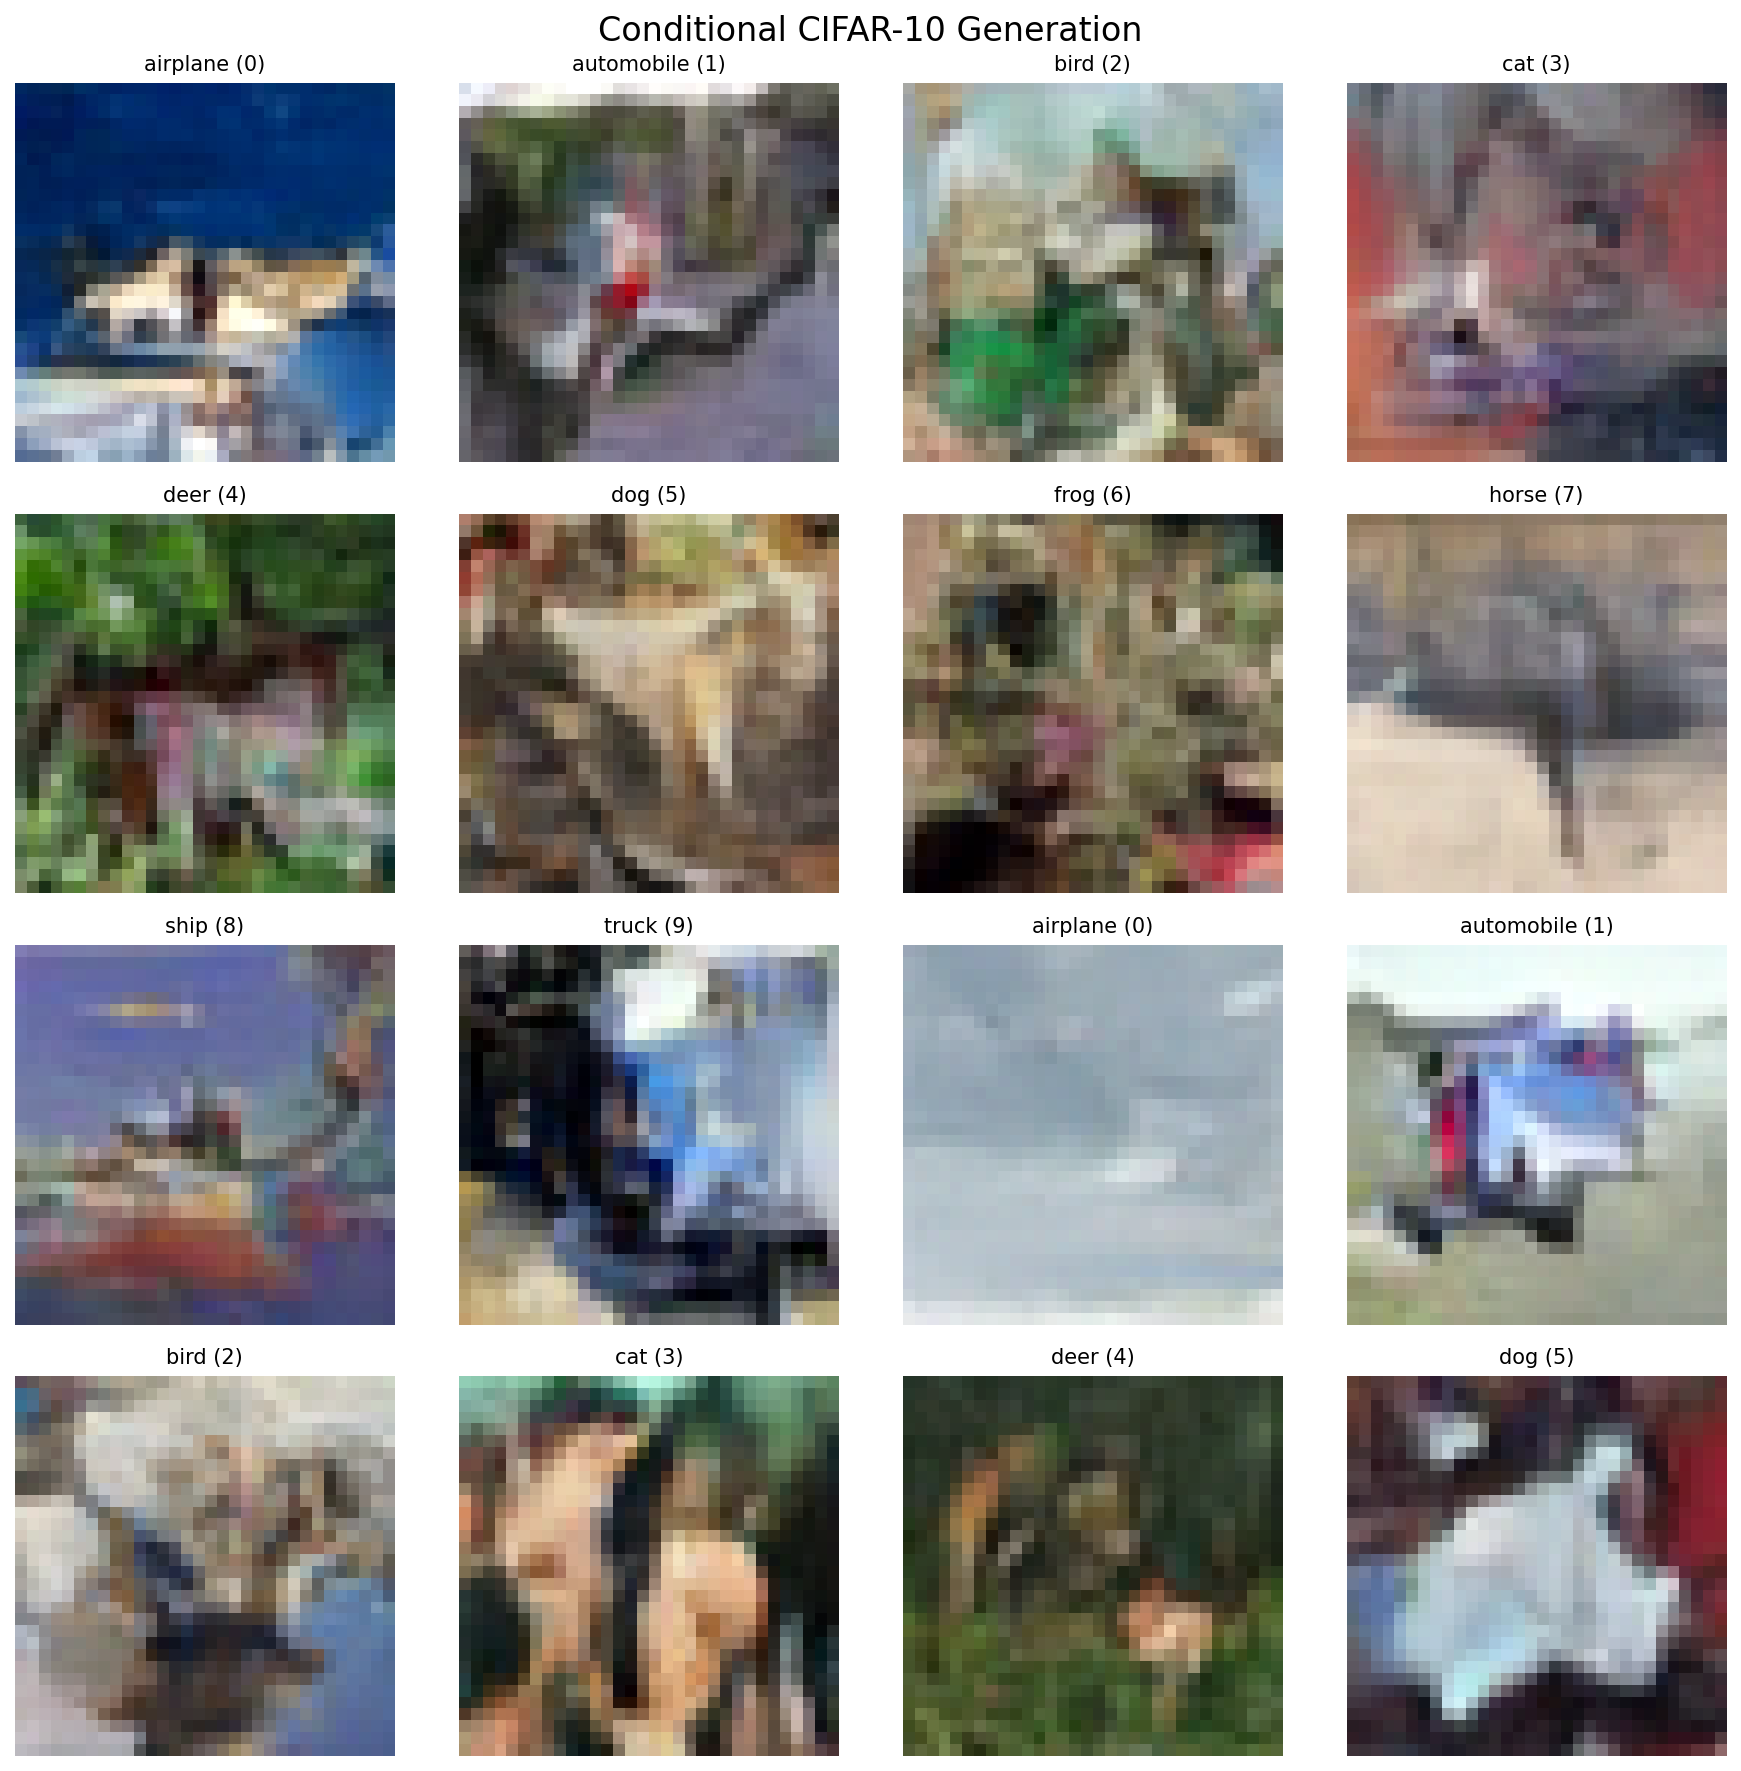 Conditional CIFAR-10 Generation
airplane (0)
automobile (1)
bird (2)
cat (3)
deer (4)
dog (5)
frog (6)
horse (7)
ship (8)
truck (9)
airplane (0)
automobile (1)
bird (2)
cat (3)
deer (4)
dog (5)